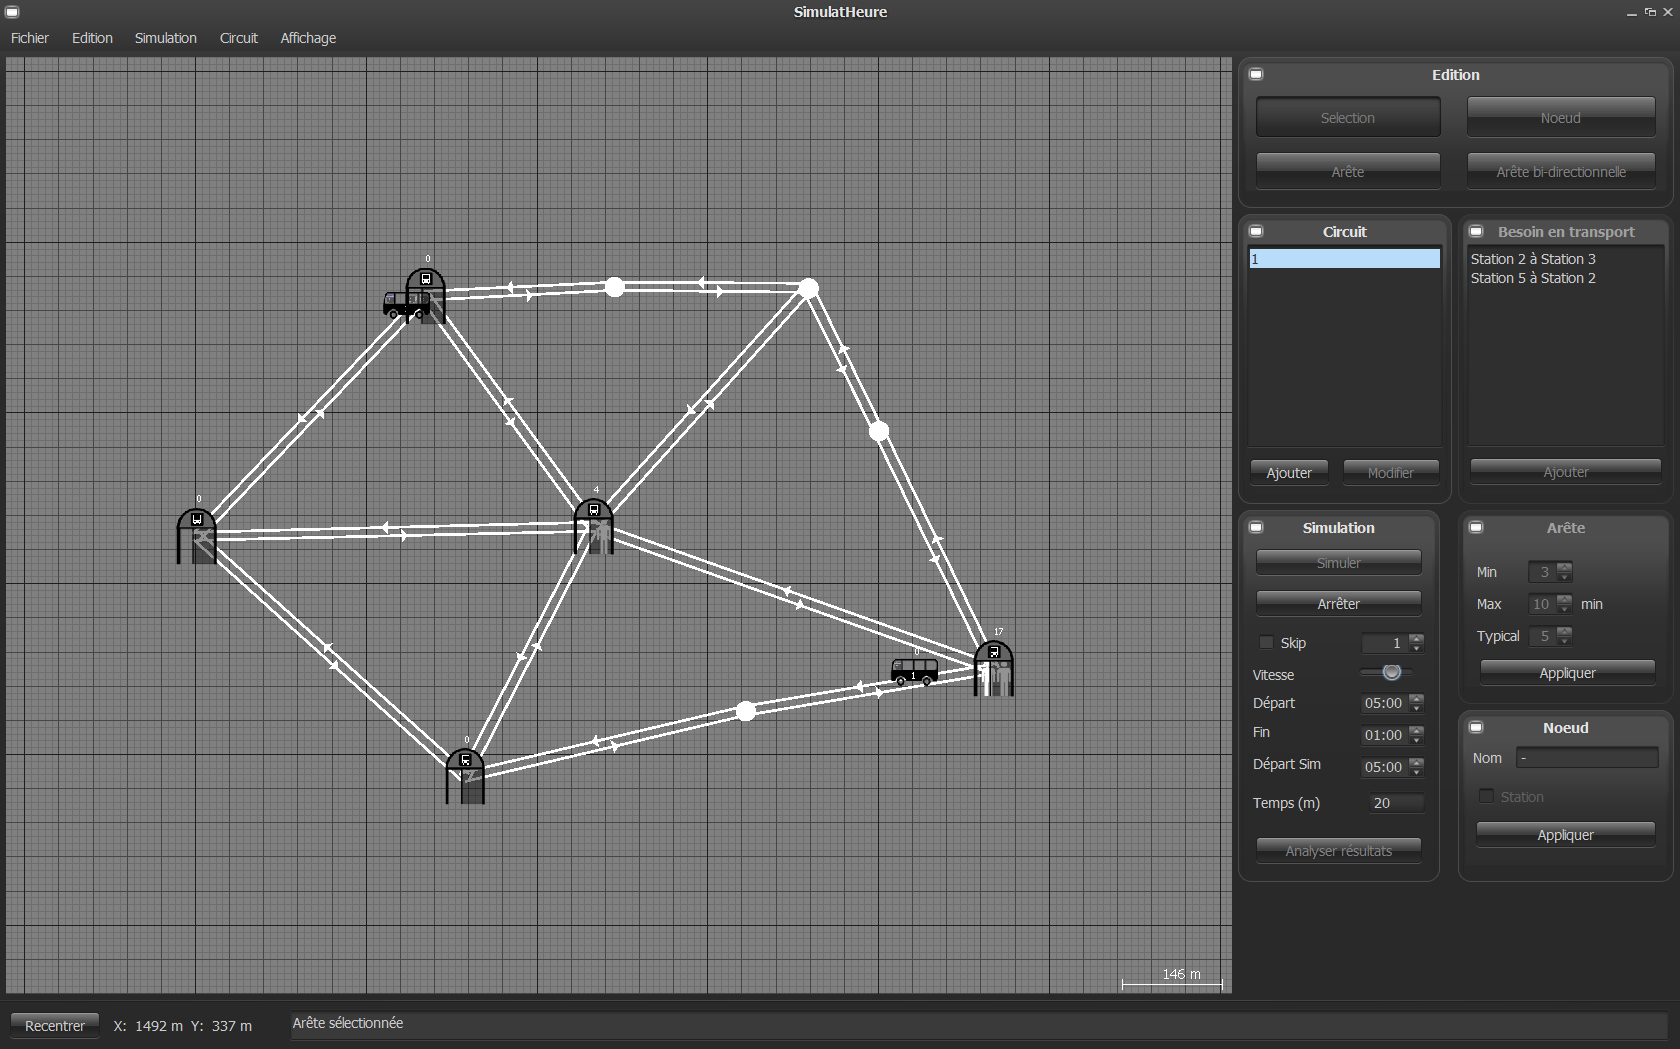 SimulatHeure
Fichier Edition Simulation Circuit Affichage
Edition
Selection Noeud
Arête Arête bi-directionnelle
Circuit
1
Ajouter Modifier
Besoin en transport
Station 2 à Station 3
Station 5 à Station 2
Ajouter
Simulation
Simuler
Arrêter
Skip 1
Vitesse
Départ 05:00
Fin 01:00
Départ Sim 05:00
Temps (m) 20
Analyser résultats
Arête
Min 3
Max 10 min
Typical 5
Appliquer
Noeud
Nom -
Station
Appliquer
0
0
4
17
0
1
0
146 m
Recentrer X: 1492 m Y: 337 m Arête sélectionnée